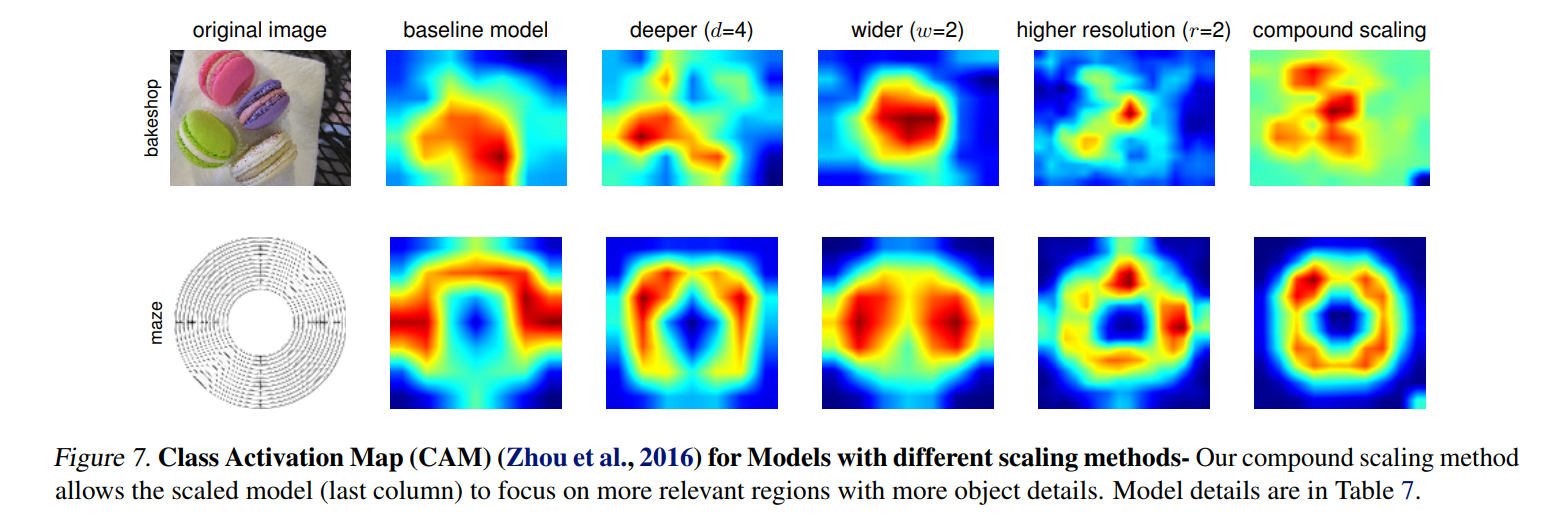 original image baseline model deeper (d=4) wider (w=2) higher resolution (r=2) compound scaling
bakeshop
maze
Figure 7. Class Activation Map (CAM) (Zhou et al., 2016) for Models with different scaling methods- Our compound scaling method
allows the scaled model (last column) to focus on more relevant regions with more object details. Model details are in Table 7.